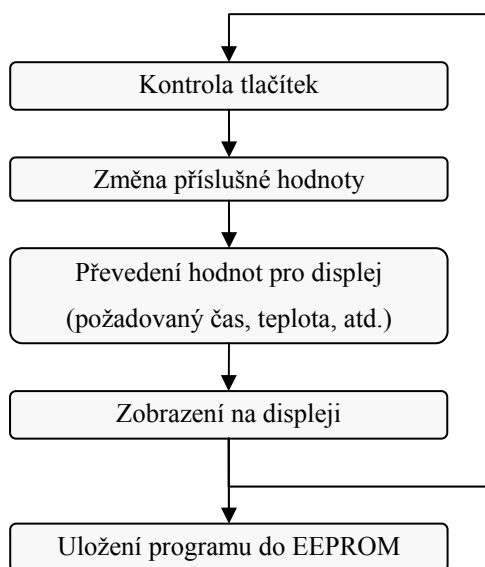 Kontrola tlačítek
Změna příslušné hodnoty
Převedení hodnot pro displej
(požadovaný čas, teplota, atd.)
Zobrazení na displeji
Uložení programu do EEPROM